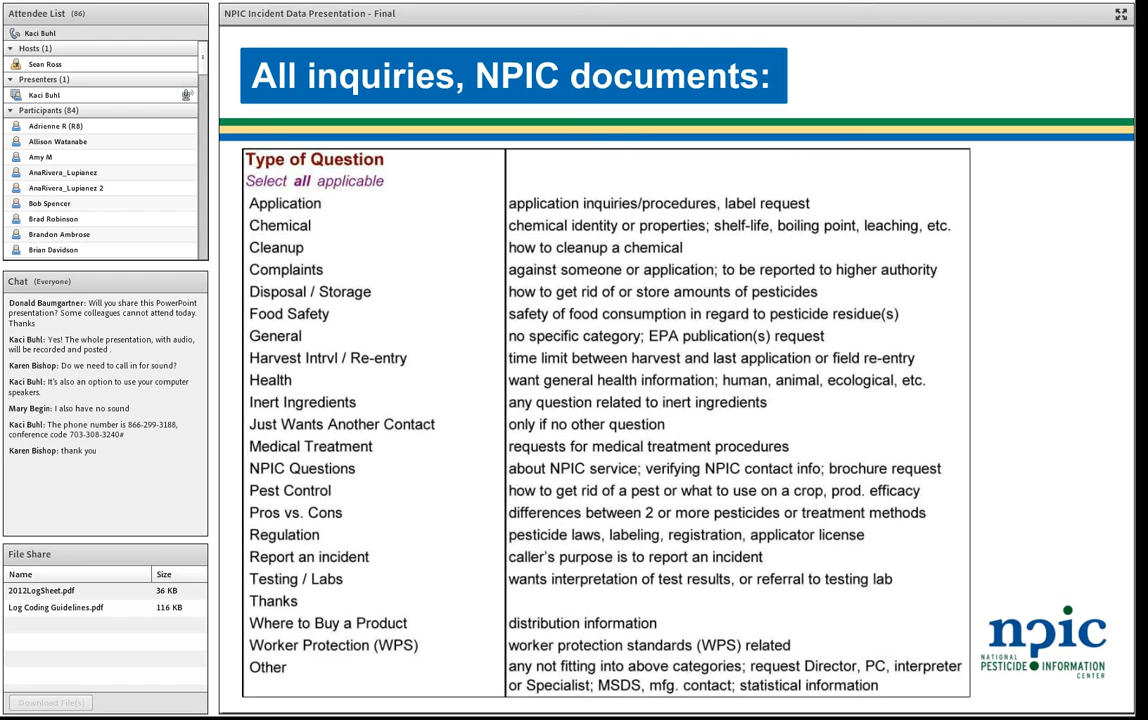 Attendee List (86)
Kaci Buhl
Hosts (1)
Sean Ross
Presenters (1)
Kaci Buhl
Participants (84)
Adrienne R (R8)
Allison Watanabe
Amy M
AnaRivera_Lupianez
AnaRivera_Lupianez 2
Bob Spencer
Brad Robinson
Brandon Ambrose
Brian Davidson
Chat (Everyone)
Donald Baumgartner: Will you share this PowerPoint
presentation? Some colleagues cannot attend today.
Thanks
Kaci Buhl: Yes! The whole presentation, with audio,
will be recorded and posted .
Karen Bishop: Do we need to call in for sound?
Kaci Buhl: It's also an option to use your computer
speakers.
Mary Begin: I also have no sound
Kaci Buhl: The phone number is 866-299-3188,
conference code 703-308-3240#
Karen Bishop: thank you
File Share
Name Size
2012LogSheet.pdf 36 KB
Log Coding Guidelines.pdf 116 KB
Download File(s)
NPIC Incident Data Presentation - Final
All inquiries, NPIC documents:
Type of Question
Select all applicable
Application application inquiries/procedures, label request
Chemical chemical identity or properties; shelf-life, boiling point, leaching, etc.
Cleanup how to cleanup a chemical
Complaints against someone or application; to be reported to higher authority
Disposal / Storage how to get rid of or store amounts of pesticides
Food Safety safety of food consumption in regard to pesticide residue(s)
General no specific category; EPA publication(s) request
Harvest Intrvl / Re-entry time limit between harvest and last application or field re-entry
Health want general health information; human, animal, ecological, etc.
Inert Ingredients any question related to inert ingredients
Just Wants Another Contact only if no other question
Medical Treatment requests for medical treatment procedures
NPIC Questions about NPIC service; verifying NPIC contact info; brochure request
Pest Control how to get rid of a pest or what to use on a crop, prod. efficacy
Pros vs. Cons differences between 2 or more pesticides or treatment methods
Regulation pesticide laws, labeling, registration, applicator license
Report an incident caller's purpose is to report an incident
Testing / Labs wants interpretation of test results, or referral to testing lab
Thanks
Where to Buy a Product distribution information
Worker Protection (WPS) worker protection standards (WPS) related
Other any not fitting into above categories; request Director, PC, interpreter
or Specialist; MSDS, mfg. contact; statistical information
npic
NATIONAL
PESTICIDE INFORMATION
CENTER